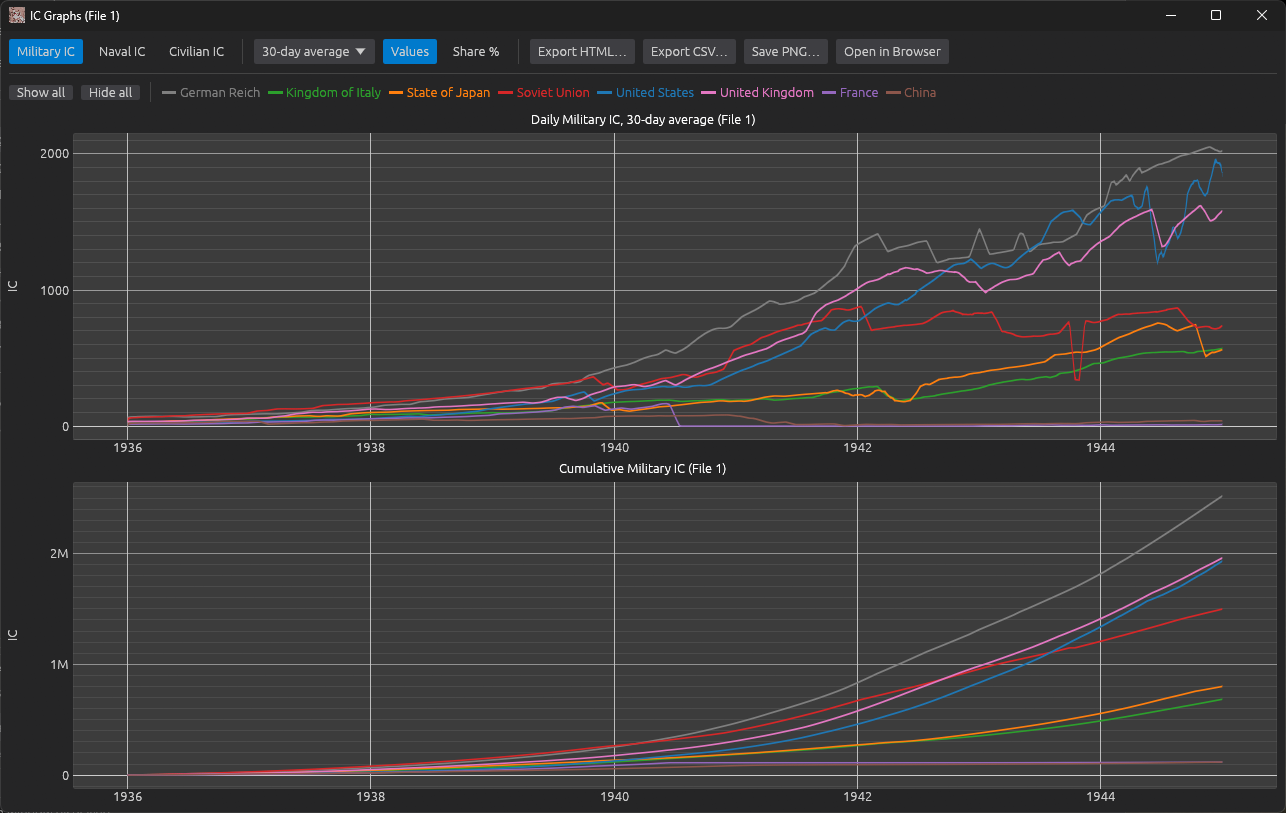 IC Graphs (File 1)
Military IC Naval IC Civilian IC 30-day average Values Share % Export HTML... Export CSV... Save PNG... Open in Browser
Show all Hide all German Reich Kingdom of Italy State of Japan Soviet Union United States United Kingdom France China
Daily Military IC, 30-day average (File 1)
2000
1000
0
IC
1936 1938 1940 1942 1944
Cumulative Military IC (File 1)
2M
1M
0
IC
1936 1938 1940 1942 1944